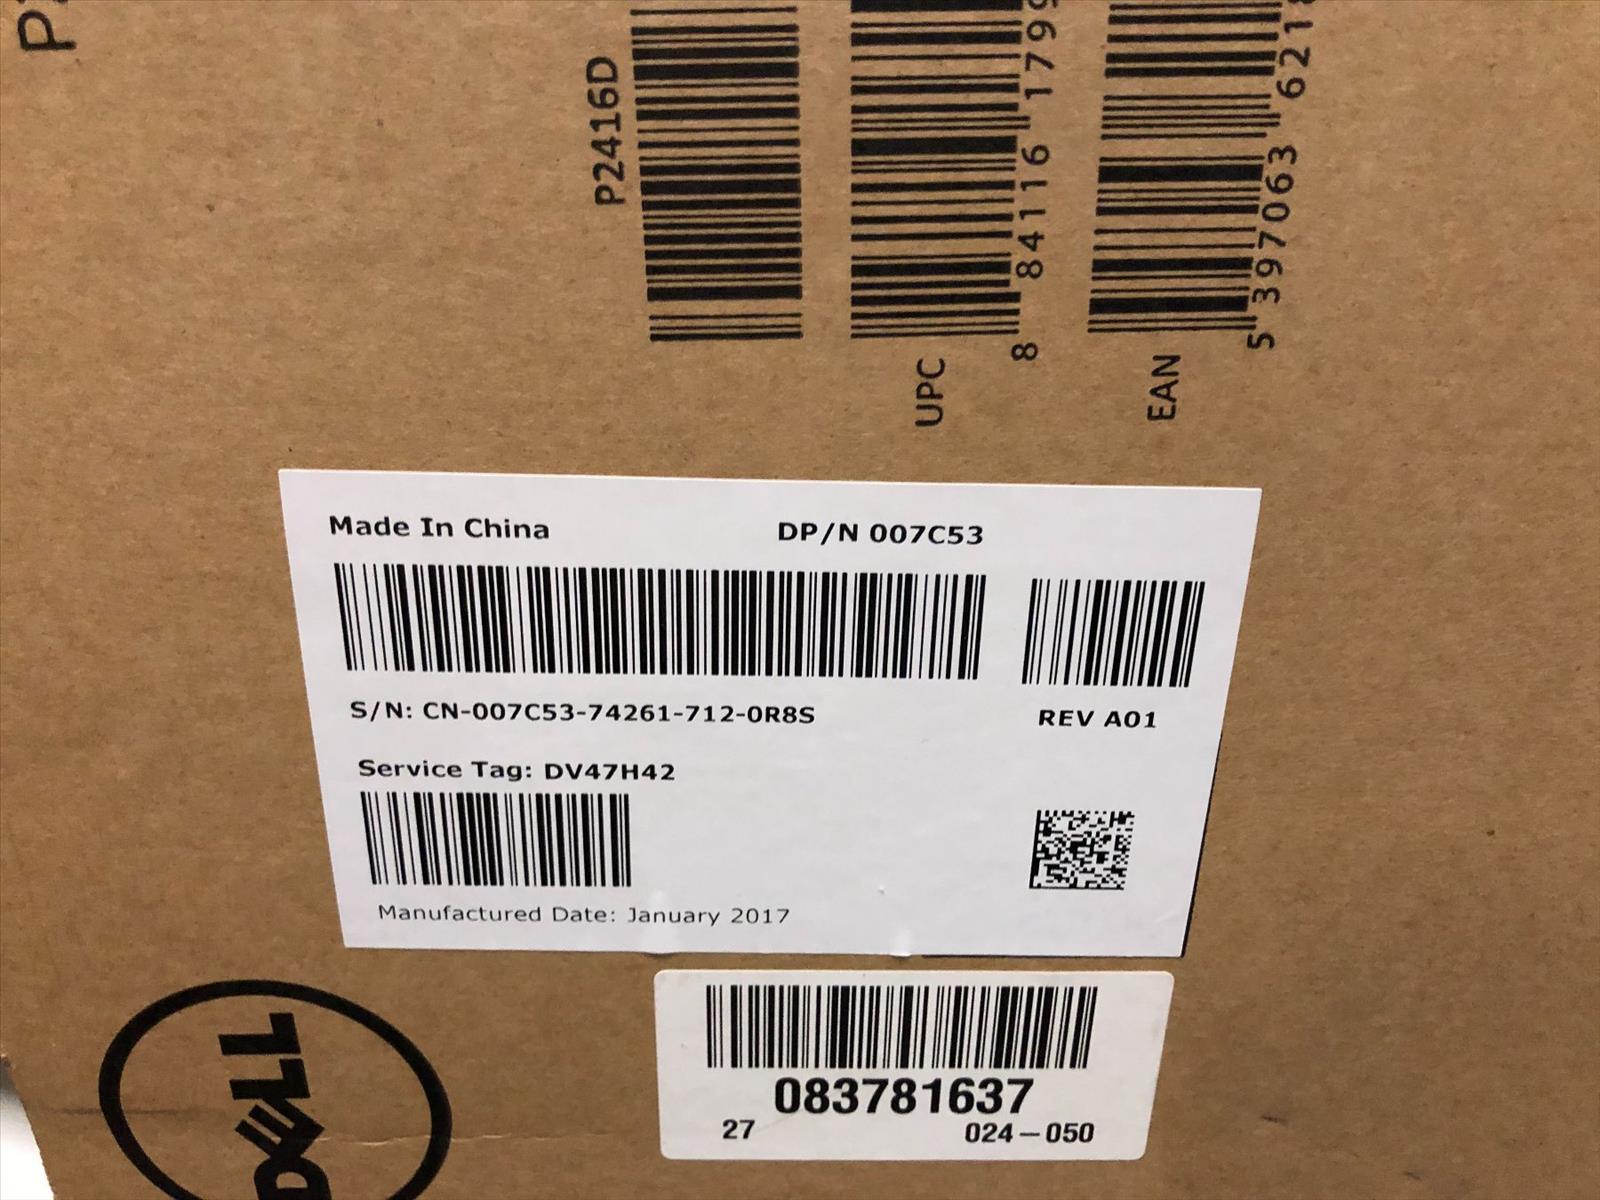 P2416D
8 84116 1799
UPC
5 397063 621
EAN
Made In China
DP/N 007C53
S/N: CN-007C53-74261-712-0R8S
REV A01
Service Tag: DV47H42
Manufactured Date: January 2017
DELL
083781637
27
024-050